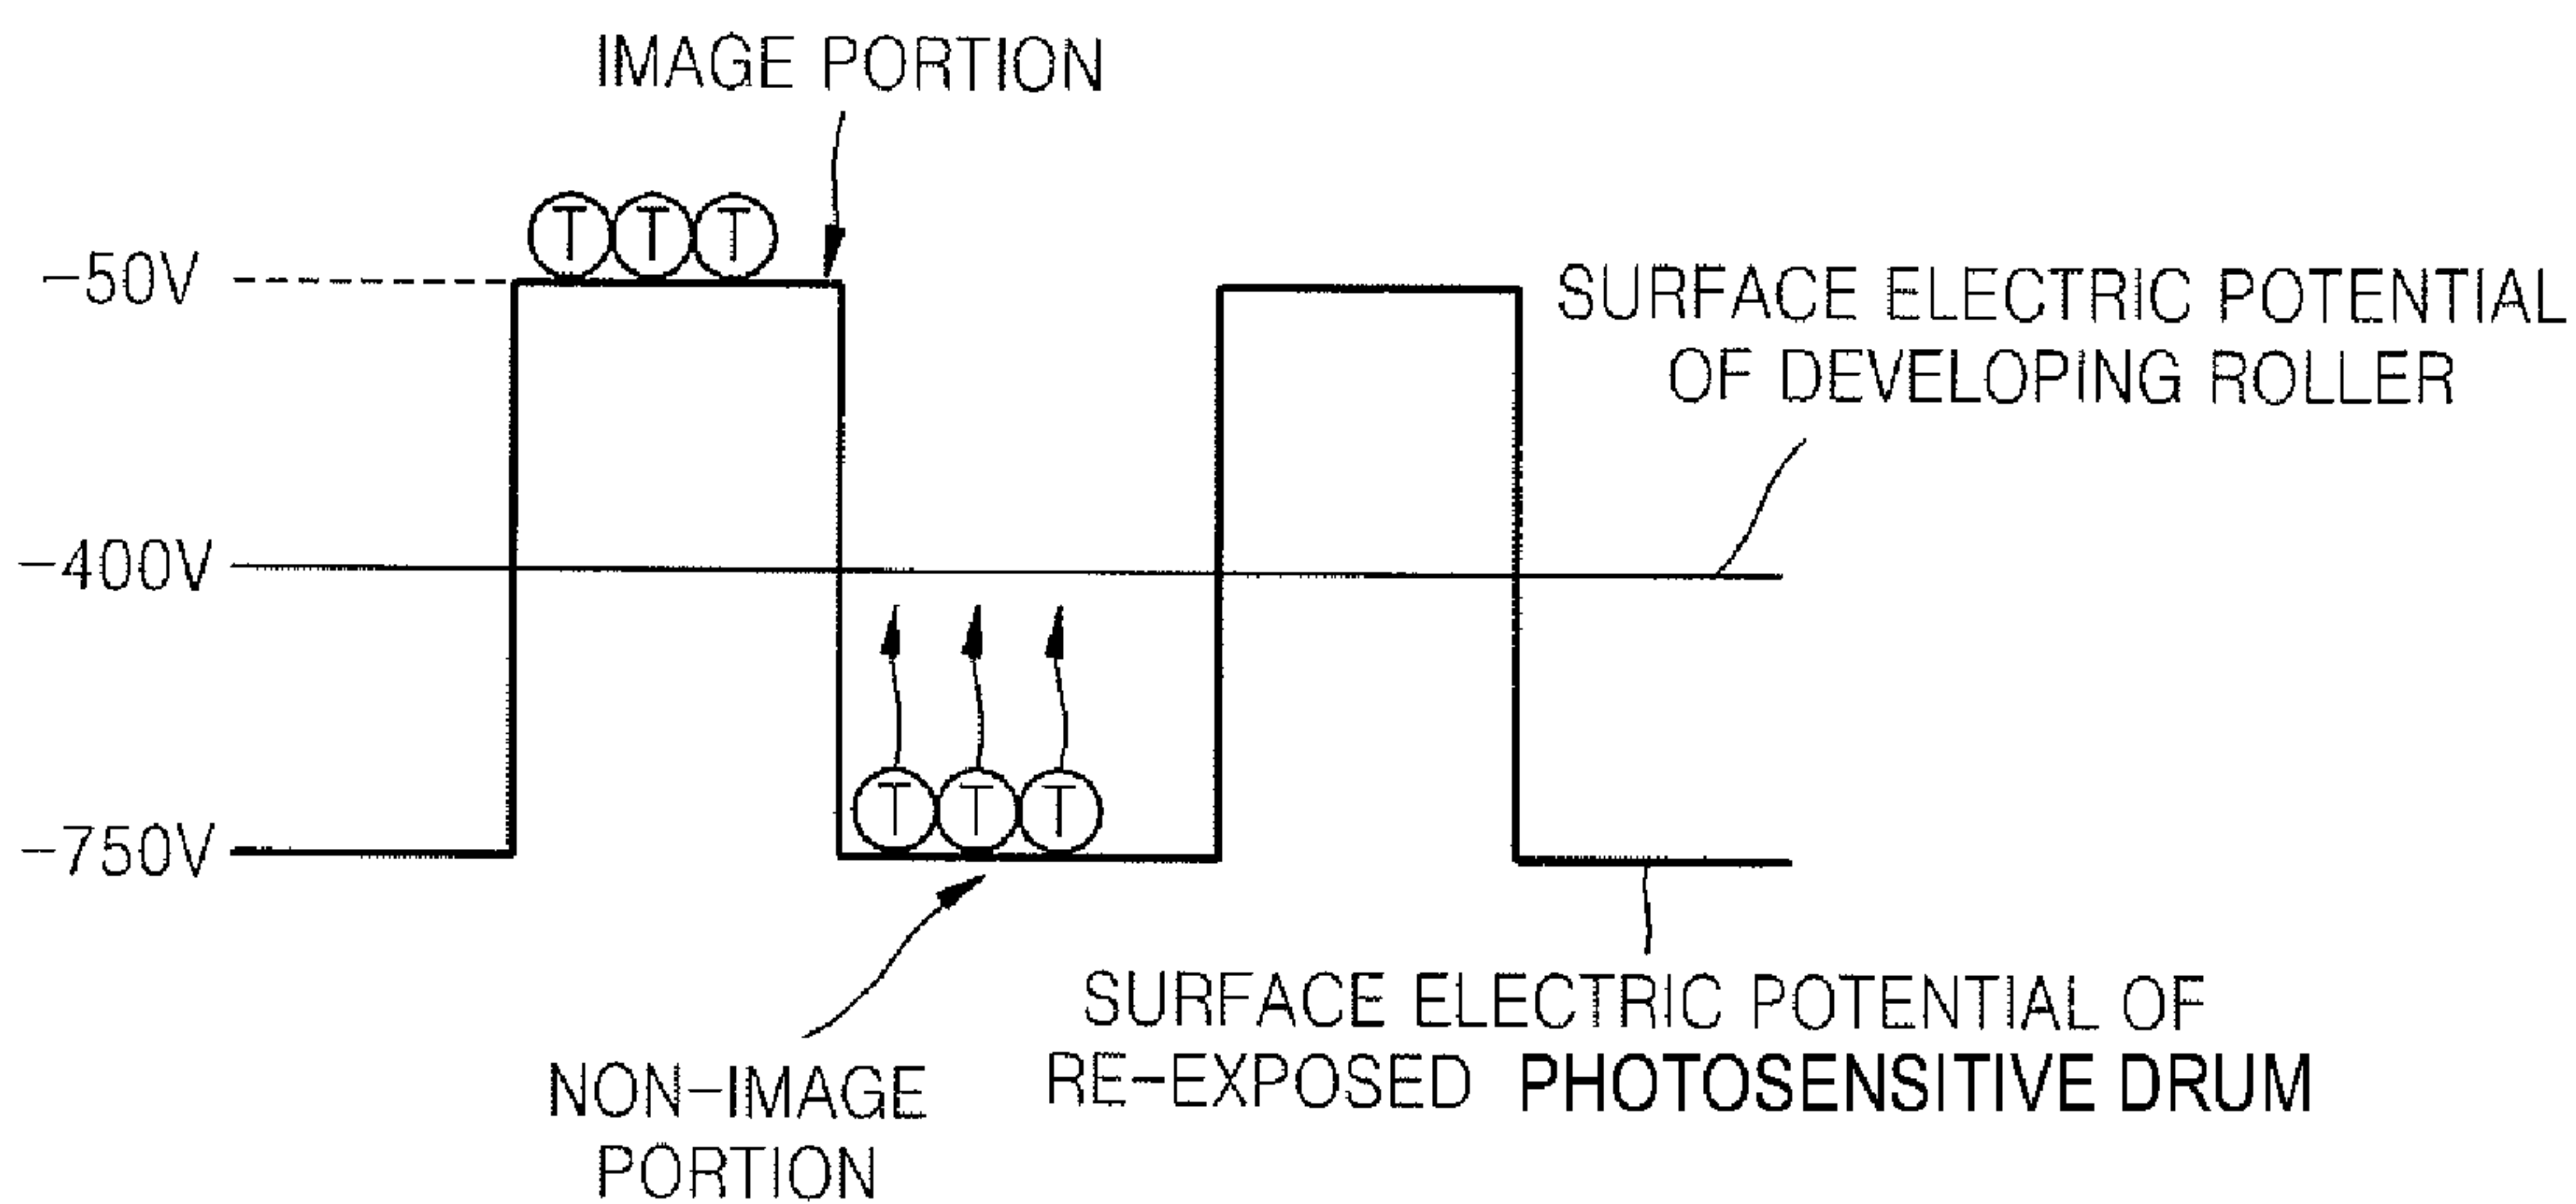 IMAGE PORTION
T T T
-50V
SURFACE ELECTRIC POTENTIAL
OF DEVELOPING ROLLER
-400V
T T T
-750V
SURFACE ELECTRIC POTENTIAL OF
RE-EXPOSED PHOTOSENSITIVE DRUM
NON-IMAGE
PORTION